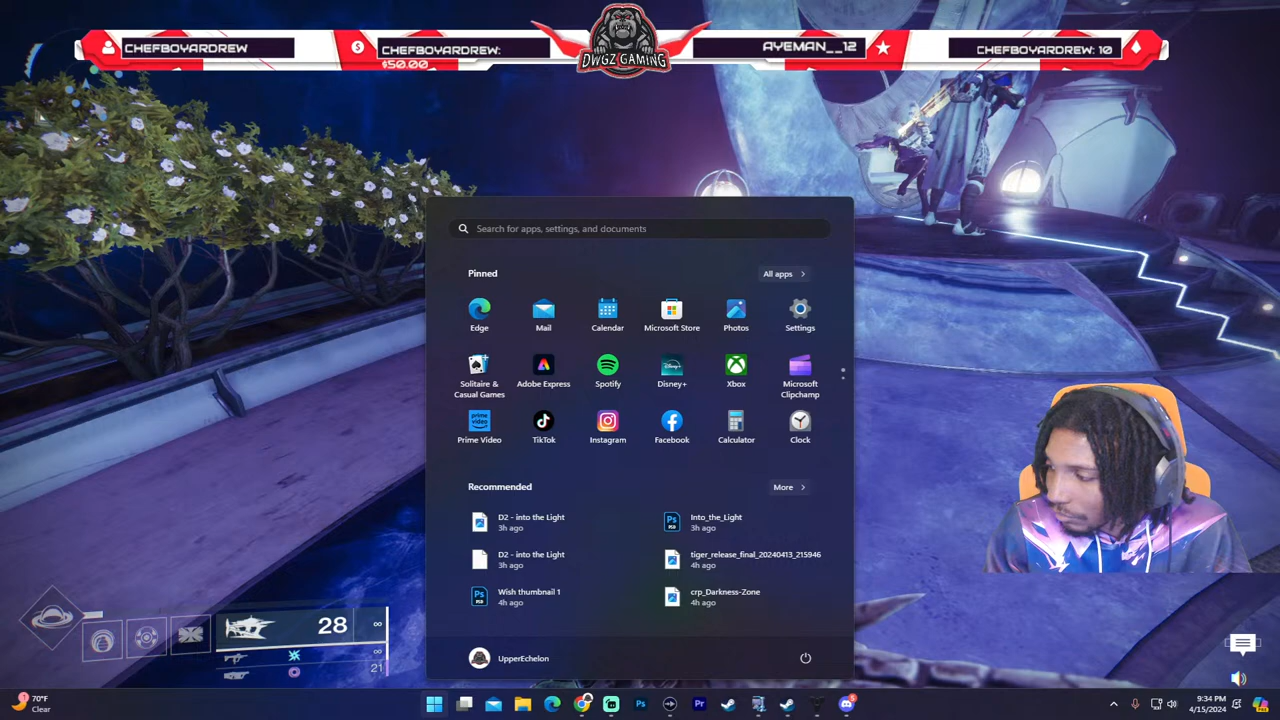 CHEFBOYARDREW
CHEFBOYARDREW:
$50.00
DWGZ GAMING
AYEMAN__12
CHEFBOYARDREW: 10
Search for apps, settings, and documents
Pinned
All apps
Edge
Mail
Calendar
Microsoft Store
Photos
Settings
Solitaire &
Casual Games
Adobe Express
Spotify
Disney+
Xbox
Microsoft
Clipchamp
Prime Video
TikTok
Instagram
Facebook
Calculator
Clock
Recommended
More
D2 - into the Light
3h ago
Into_the_Light
3h ago
D2 - into the Light
3h ago
tiger_release_final_20240413_215946
4h ago
Wish thumbnail 1
4h ago
crp_Darkness-Zone
4h ago
28
21
UpperEchelon
70°F
Clear
9:34 PM
4/15/2024